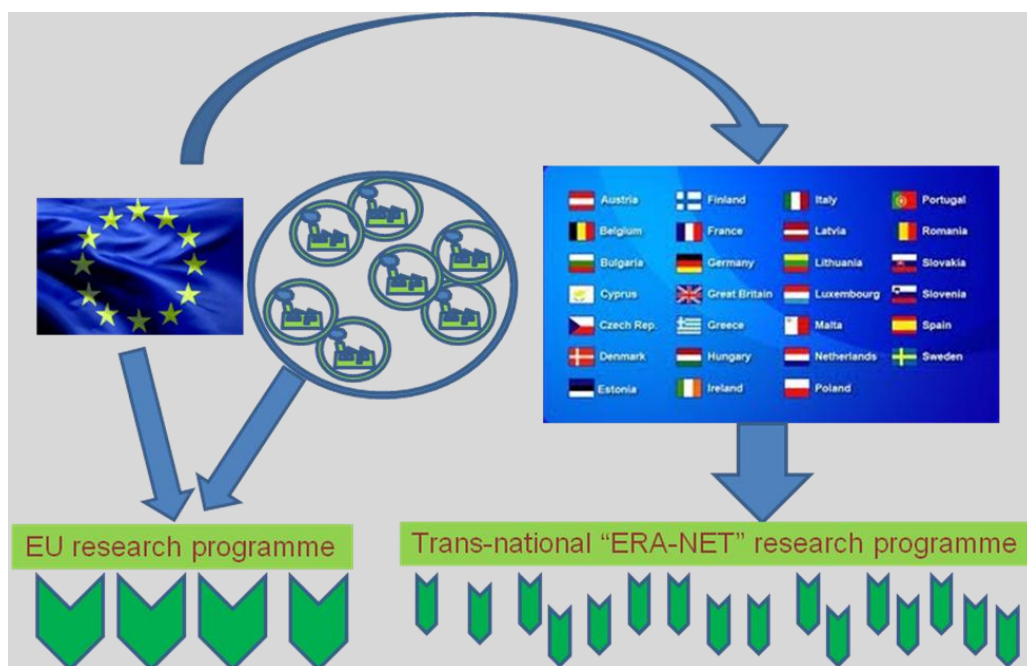 Austria
Finland
Italy
Portugal
Belgium
France
Latvia
Romania
Bulgaria
Germany
Lithuania
Slovakia
Cyprus
Great Britain
Luxembourg
Slovenia
Czech Rep.
Greece
Malta
Spain
Denmark
Hungary
Netherlands
Sweden
Estonia
Ireland
Poland
EU research programme
Trans-national “ERA-NET” research programme